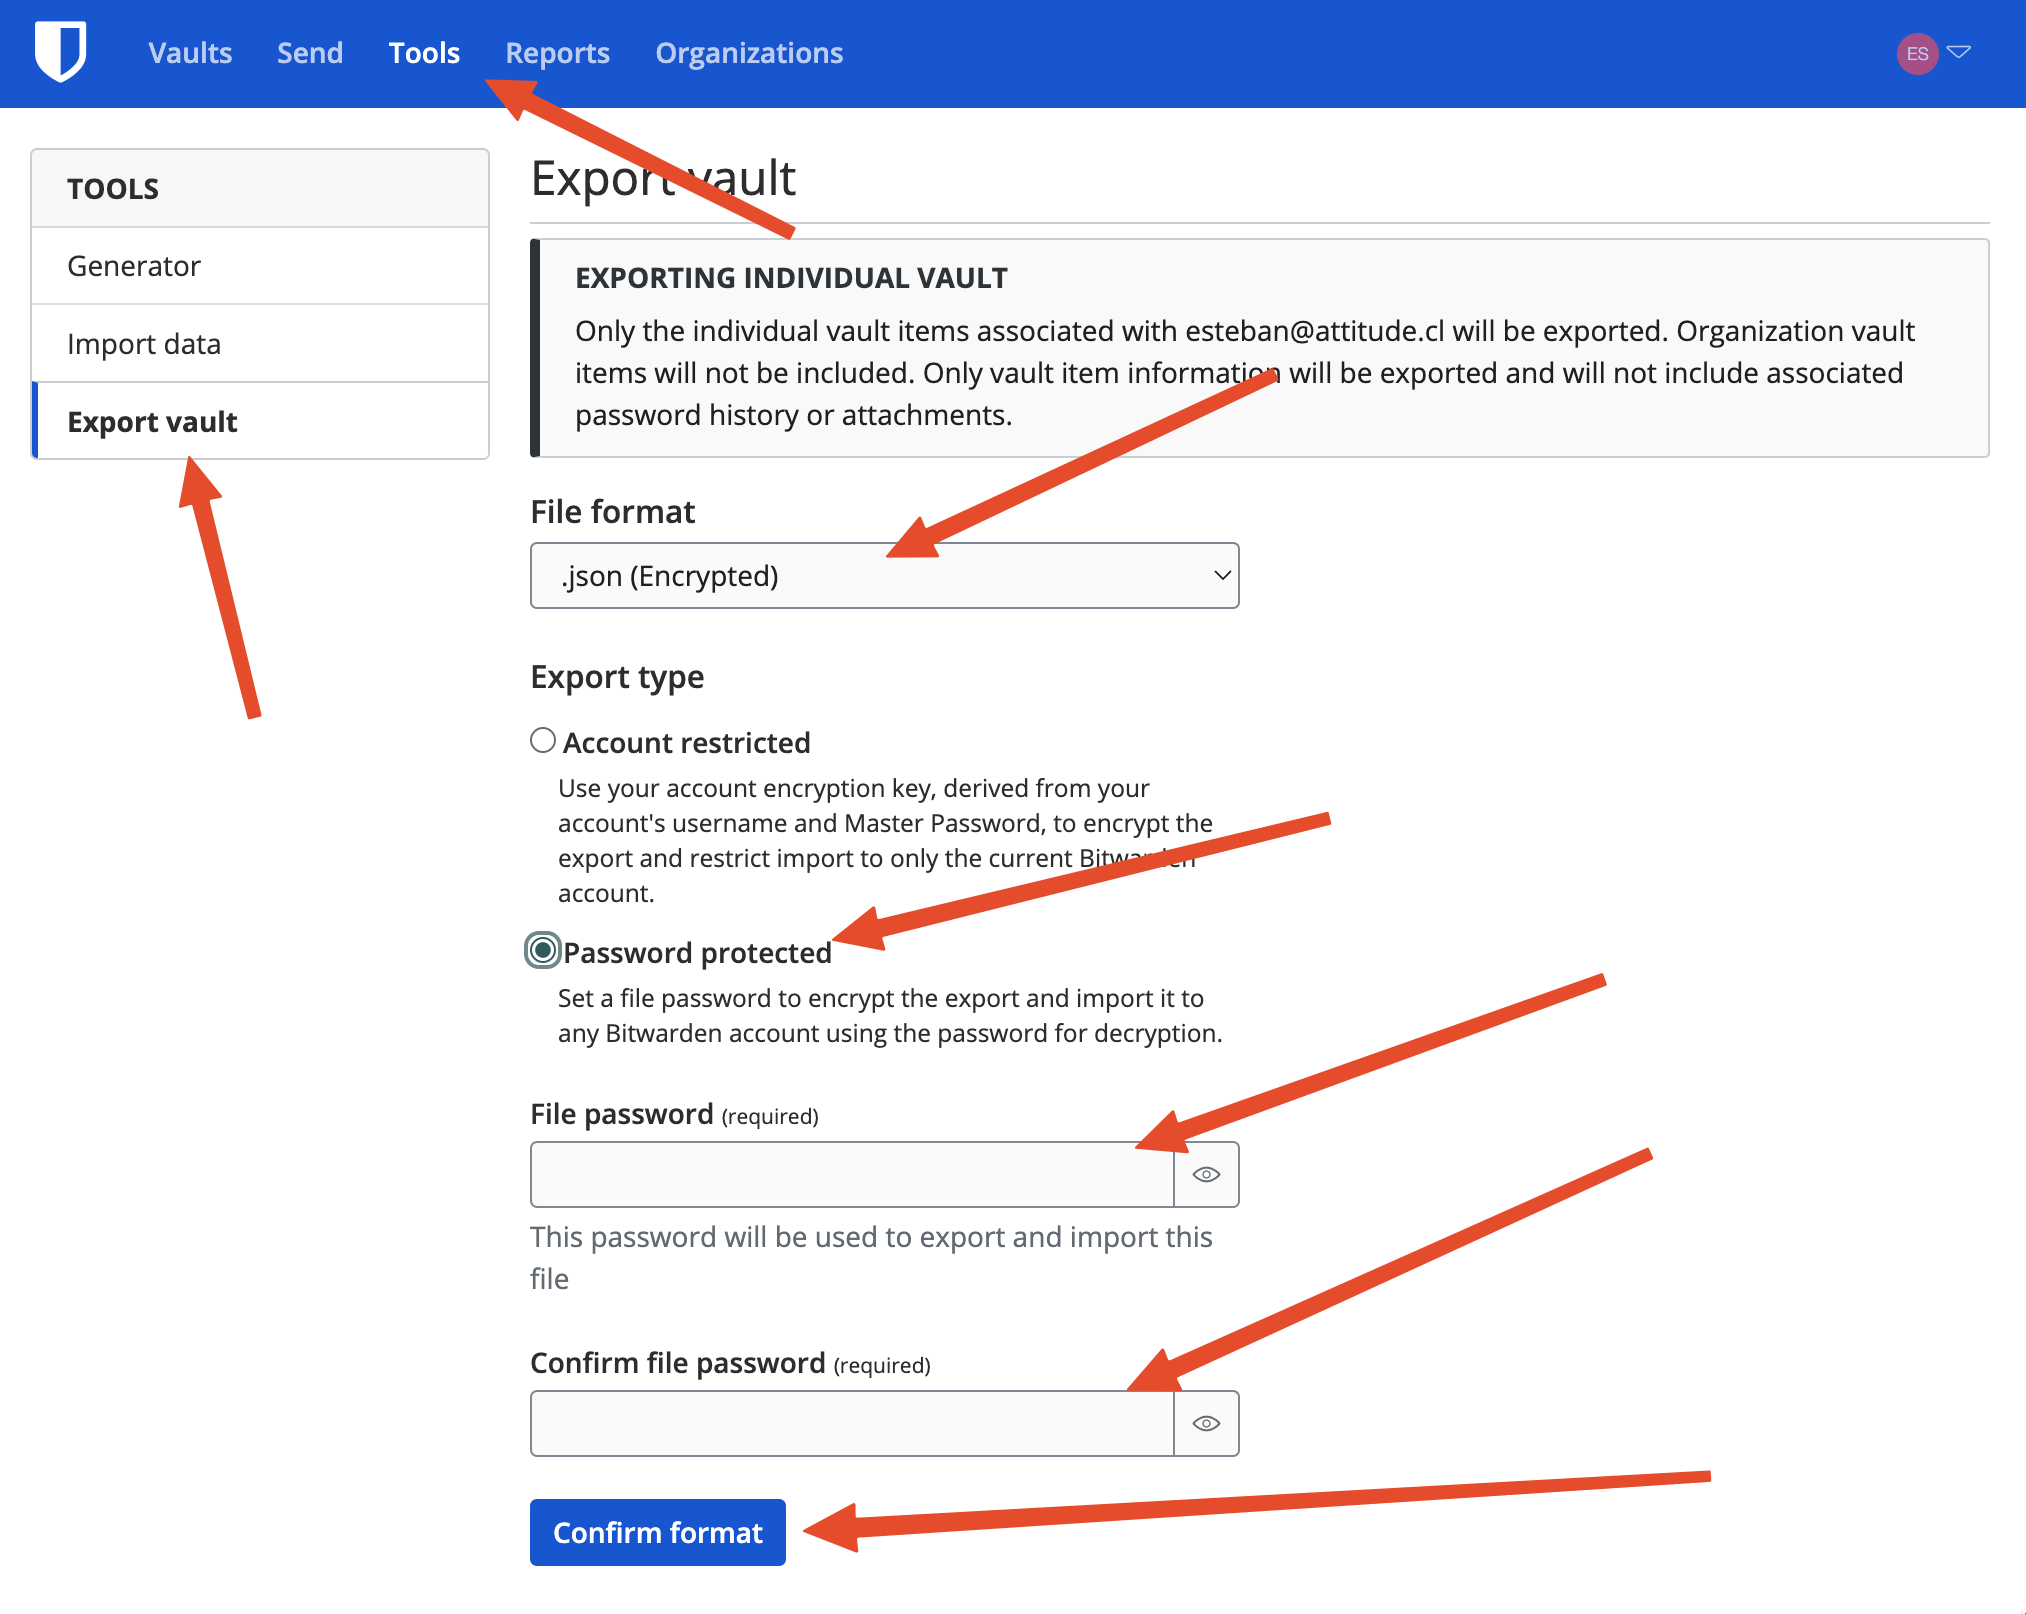 Vaults Send Tools Reports Organizations ES
TOOLS
Generator
Import data
Export vault
Export vault
EXPORTING INDIVIDUAL VAULT
Only the individual vault items associated with esteban@attitude.cl will be exported. Organization vault
items will not be included. Only vault item information will be exported and will not include associated
password history or attachments.
File format
.json (Encrypted)
Export type
Account restricted
Use your account encryption key, derived from your
account's username and Master Password, to encrypt the
export and restrict import to only the current Bitwarden
account.
Password protected
Set a file password to encrypt the export and import it to
any Bitwarden account using the password for decryption.
File password (required)
This password will be used to export and import this
file
Confirm file password (required)
Confirm format